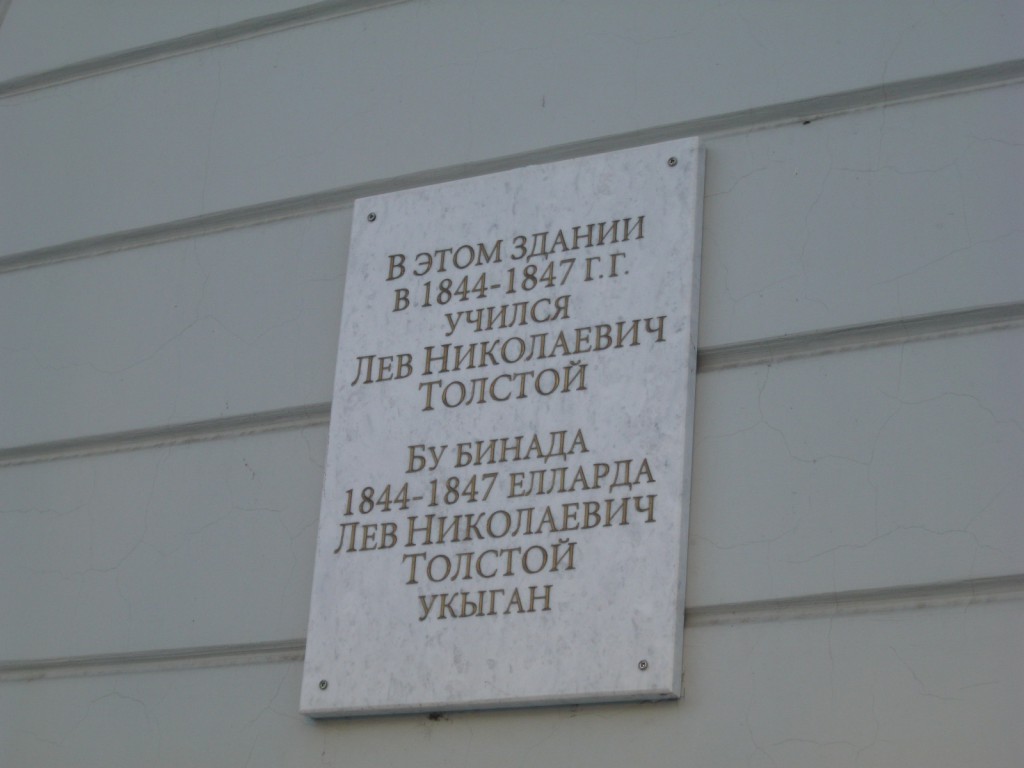 В ЭТОМ ЗДАНИИ
В 1844-1847 Г.Г.
УЧИЛСЯ
ЛЕВ НИКОЛАЕВИЧ
ТОЛСТОЙ
БУ БИНАДА
1844-1847 ЕЛЛАРДА
ЛЕВ НИКОЛАЕВИЧ
ТОЛСТОЙ
УКЫГАН